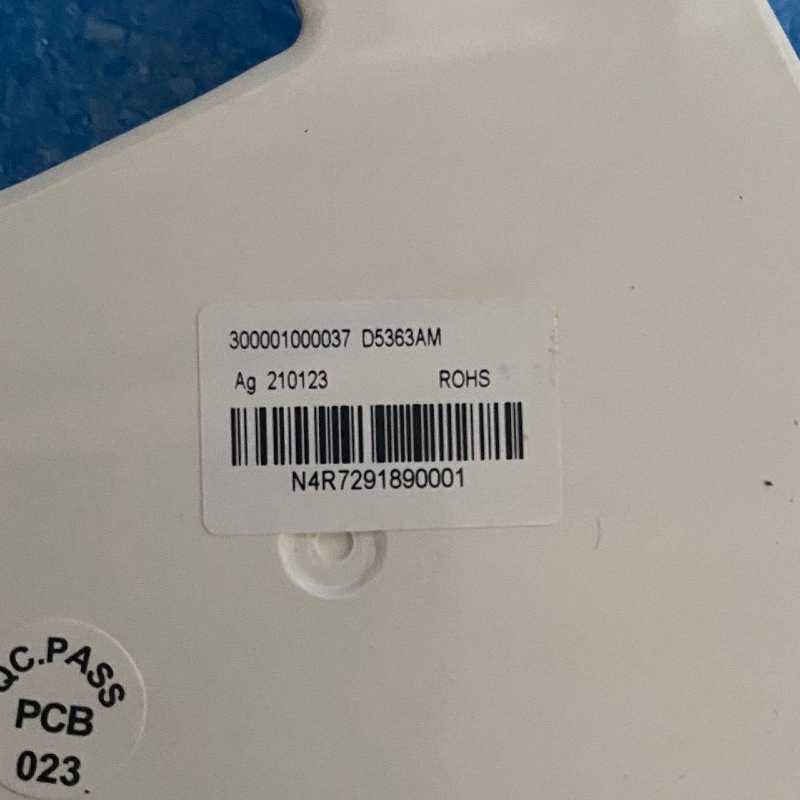 300001000037 D5363AM
Ag 210123 ROHS
N4R7291890001
QC.PASS
PCB
023